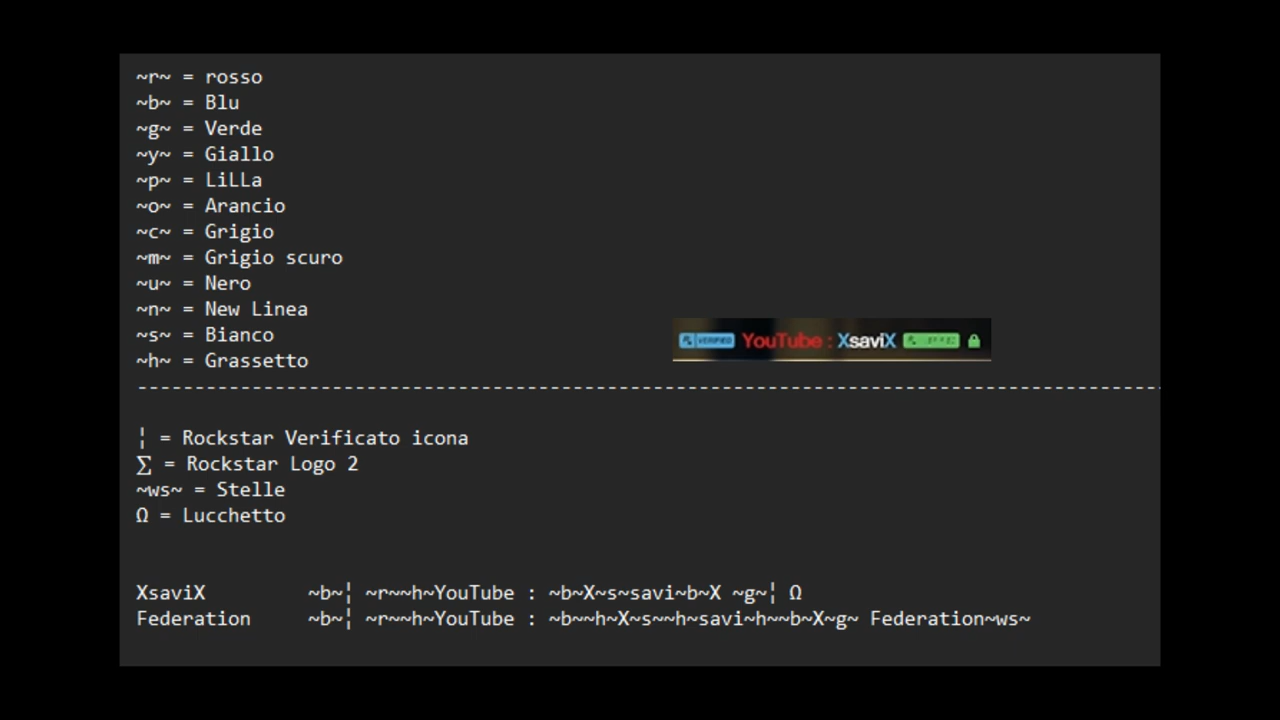 ~r~ = rosso
~b~ = Blu
~g~ = Verde
~y~ = Giallo
~p~ = LiLLa
~o~ = Arancio
~c~ = Grigio
~m~ = Grigio scuro
~u~ = Nero
~n~ = New Linea
~s~ = Bianco
VERIFIED YouTube : XsaviX
~h~ = Grassetto
--------------------------------------------------------------------------------
¦ = Rockstar Verificato icona
∑ = Rockstar Logo 2
~ws~ = Stelle
Ω = Lucchetto
XsaviX ~b~¦ ~r~~h~YouTube : ~b~X~s~savi~b~X ~g~¦ Ω
Federation ~b~¦ ~r~~h~YouTube : ~b~~h~X~s~~h~savi~h~~b~X~g~ Federation~ws~